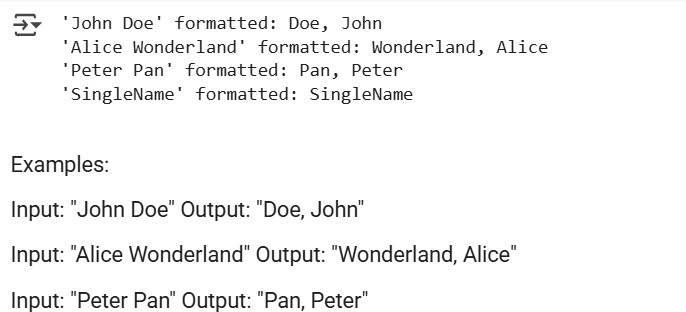 'John Doe' formatted: Doe, John
'Alice Wonderland' formatted: Wonderland, Alice
'Peter Pan' formatted: Pan, Peter
'SingleName' formatted: SingleName
Examples:
Input: "John Doe" Output: "Doe, John"
Input: "Alice Wonderland" Output: "Wonderland, Alice"
Input: "Peter Pan" Output: "Pan, Peter"